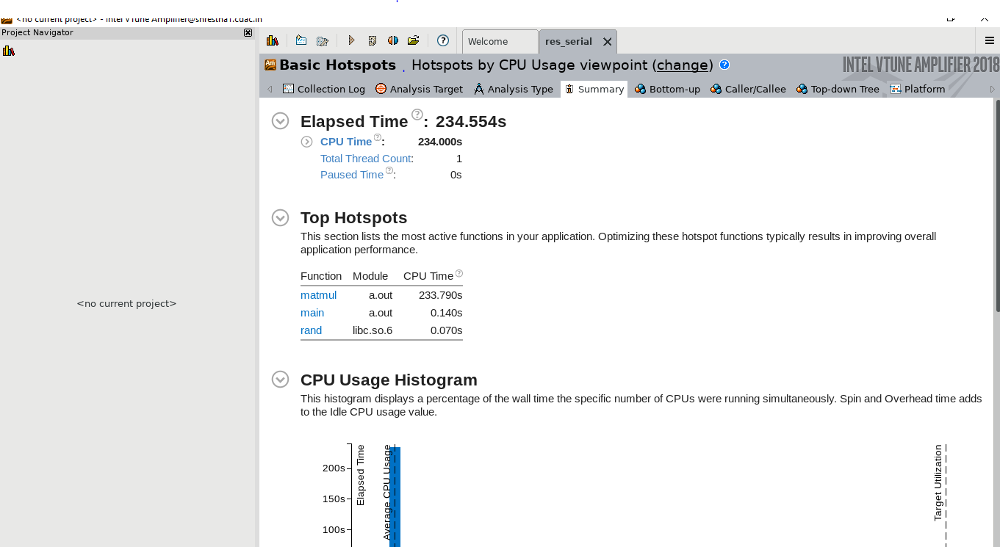 <no current project> - Intel VTune Amplifier@shrestha1.cdac.in
Project Navigator
<no current project>
Welcome
res_serial
Basic Hotspots Hotspots by CPU Usage viewpoint (change) ?
INTEL VTUNE AMPLIFIER 2018
Collection Log Analysis Target Analysis Type Summary Bottom-up Caller/Callee Top-down Tree Platform
Elapsed Time ?: 234.554s
CPU Time ?: 234.000s
Total Thread Count: 1
Paused Time ?: 0s
Top Hotspots
This section lists the most active functions in your application. Optimizing these hotspot functions typically results in improving overall
application performance.
Function Module CPU Time ?
matmul a.out 233.790s
main a.out 0.140s
rand libc.so.6 0.070s
CPU Usage Histogram
This histogram displays a percentage of the wall time the specific number of CPUs were running simultaneously. Spin and Overhead time adds
to the Idle CPU usage value.
Elapsed Time
Average CPU Usage
Target Utilization
200s
150s
100s